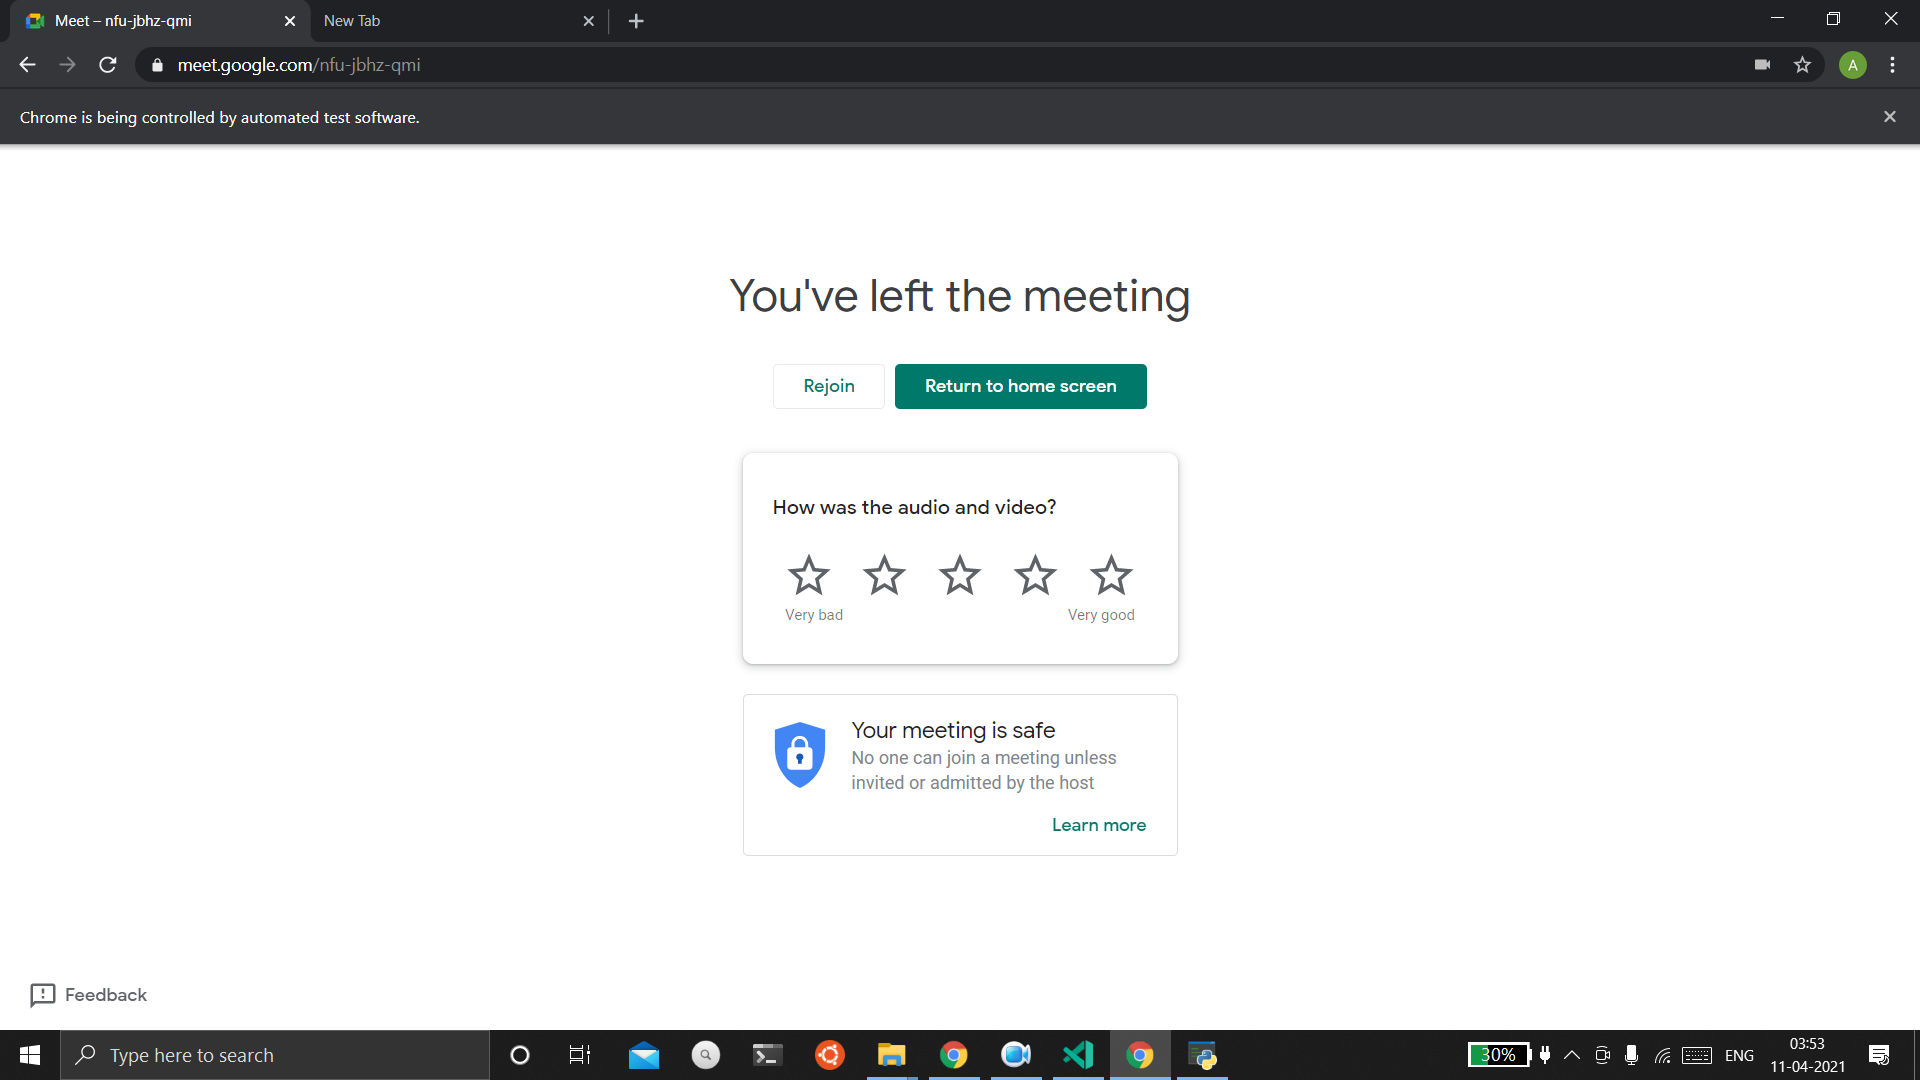 Meet – nfu-jbhz-qmi
New Tab
meet.google.com/nfu-jbhz-qmi
A
Chrome is being controlled by automated test software.
You've left the meeting
Rejoin
Return to home screen
How was the audio and video?
Very bad
Very good
Your meeting is safe
No one can join a meeting unless
invited or admitted by the host
Learn more
Feedback
Type here to search
30%
ENG
03:53
11-04-2021